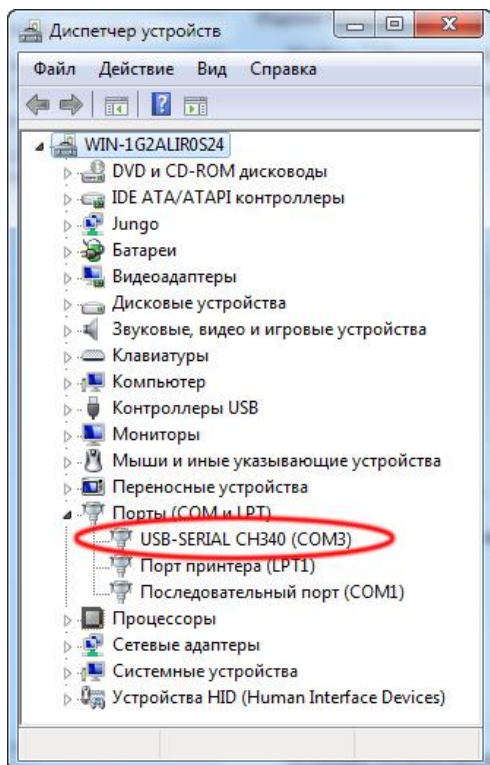 Диспетчер устройств
Файл Действие Вид Справка
WIN-1G2ALIR0S24
DVD и CD-ROM дисководы
IDE ATA/ATAPI контроллеры
Jungo
Батареи
Видеоадаптеры
Дисковые устройства
Звуковые, видео и игровые устройства
Клавиатуры
Компьютер
Контроллеры USB
Мониторы
Мыши и иные указывающие устройства
Переносные устройства
Порты (COM и LPT)
USB-SERIAL CH340 (COM3)
Порт принтера (LPT1)
Последовательный порт (COM1)
Процессоры
Сетевые адаптеры
Системные устройства
Устройства HID (Human Interface Devices)